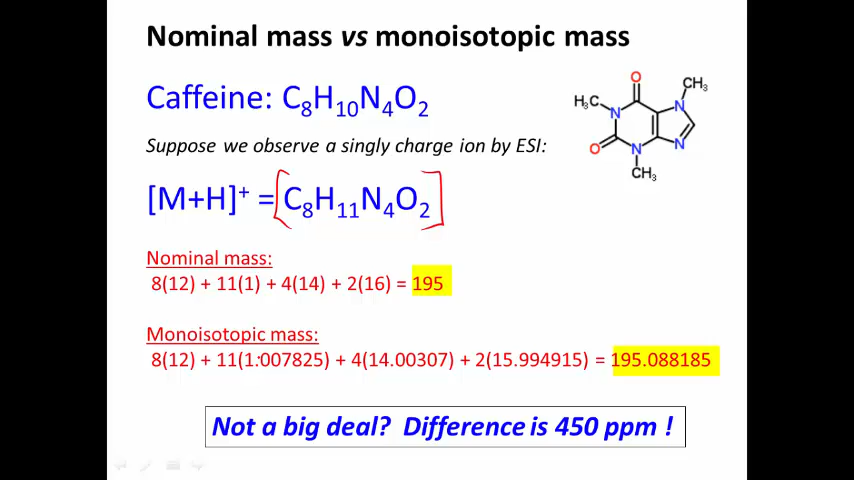 Nominal mass vs monoisotopic mass
Caffeine: C₈H₁₀N₄O₂
Suppose we observe a singly charge ion by ESI:
[M+H]⁺ = [C₈H₁₁N₄O₂]
O
CH₃
H₃C
N
N
O
N
N
CH₃
Nominal mass:
8(12) + 11(1) + 4(14) + 2(16) = 195
Monoisotopic mass:
8(12) + 11(1.007825) + 4(14.00307) + 2(15.994915) = 195.088185
Not a big deal? Difference is 450 ppm !